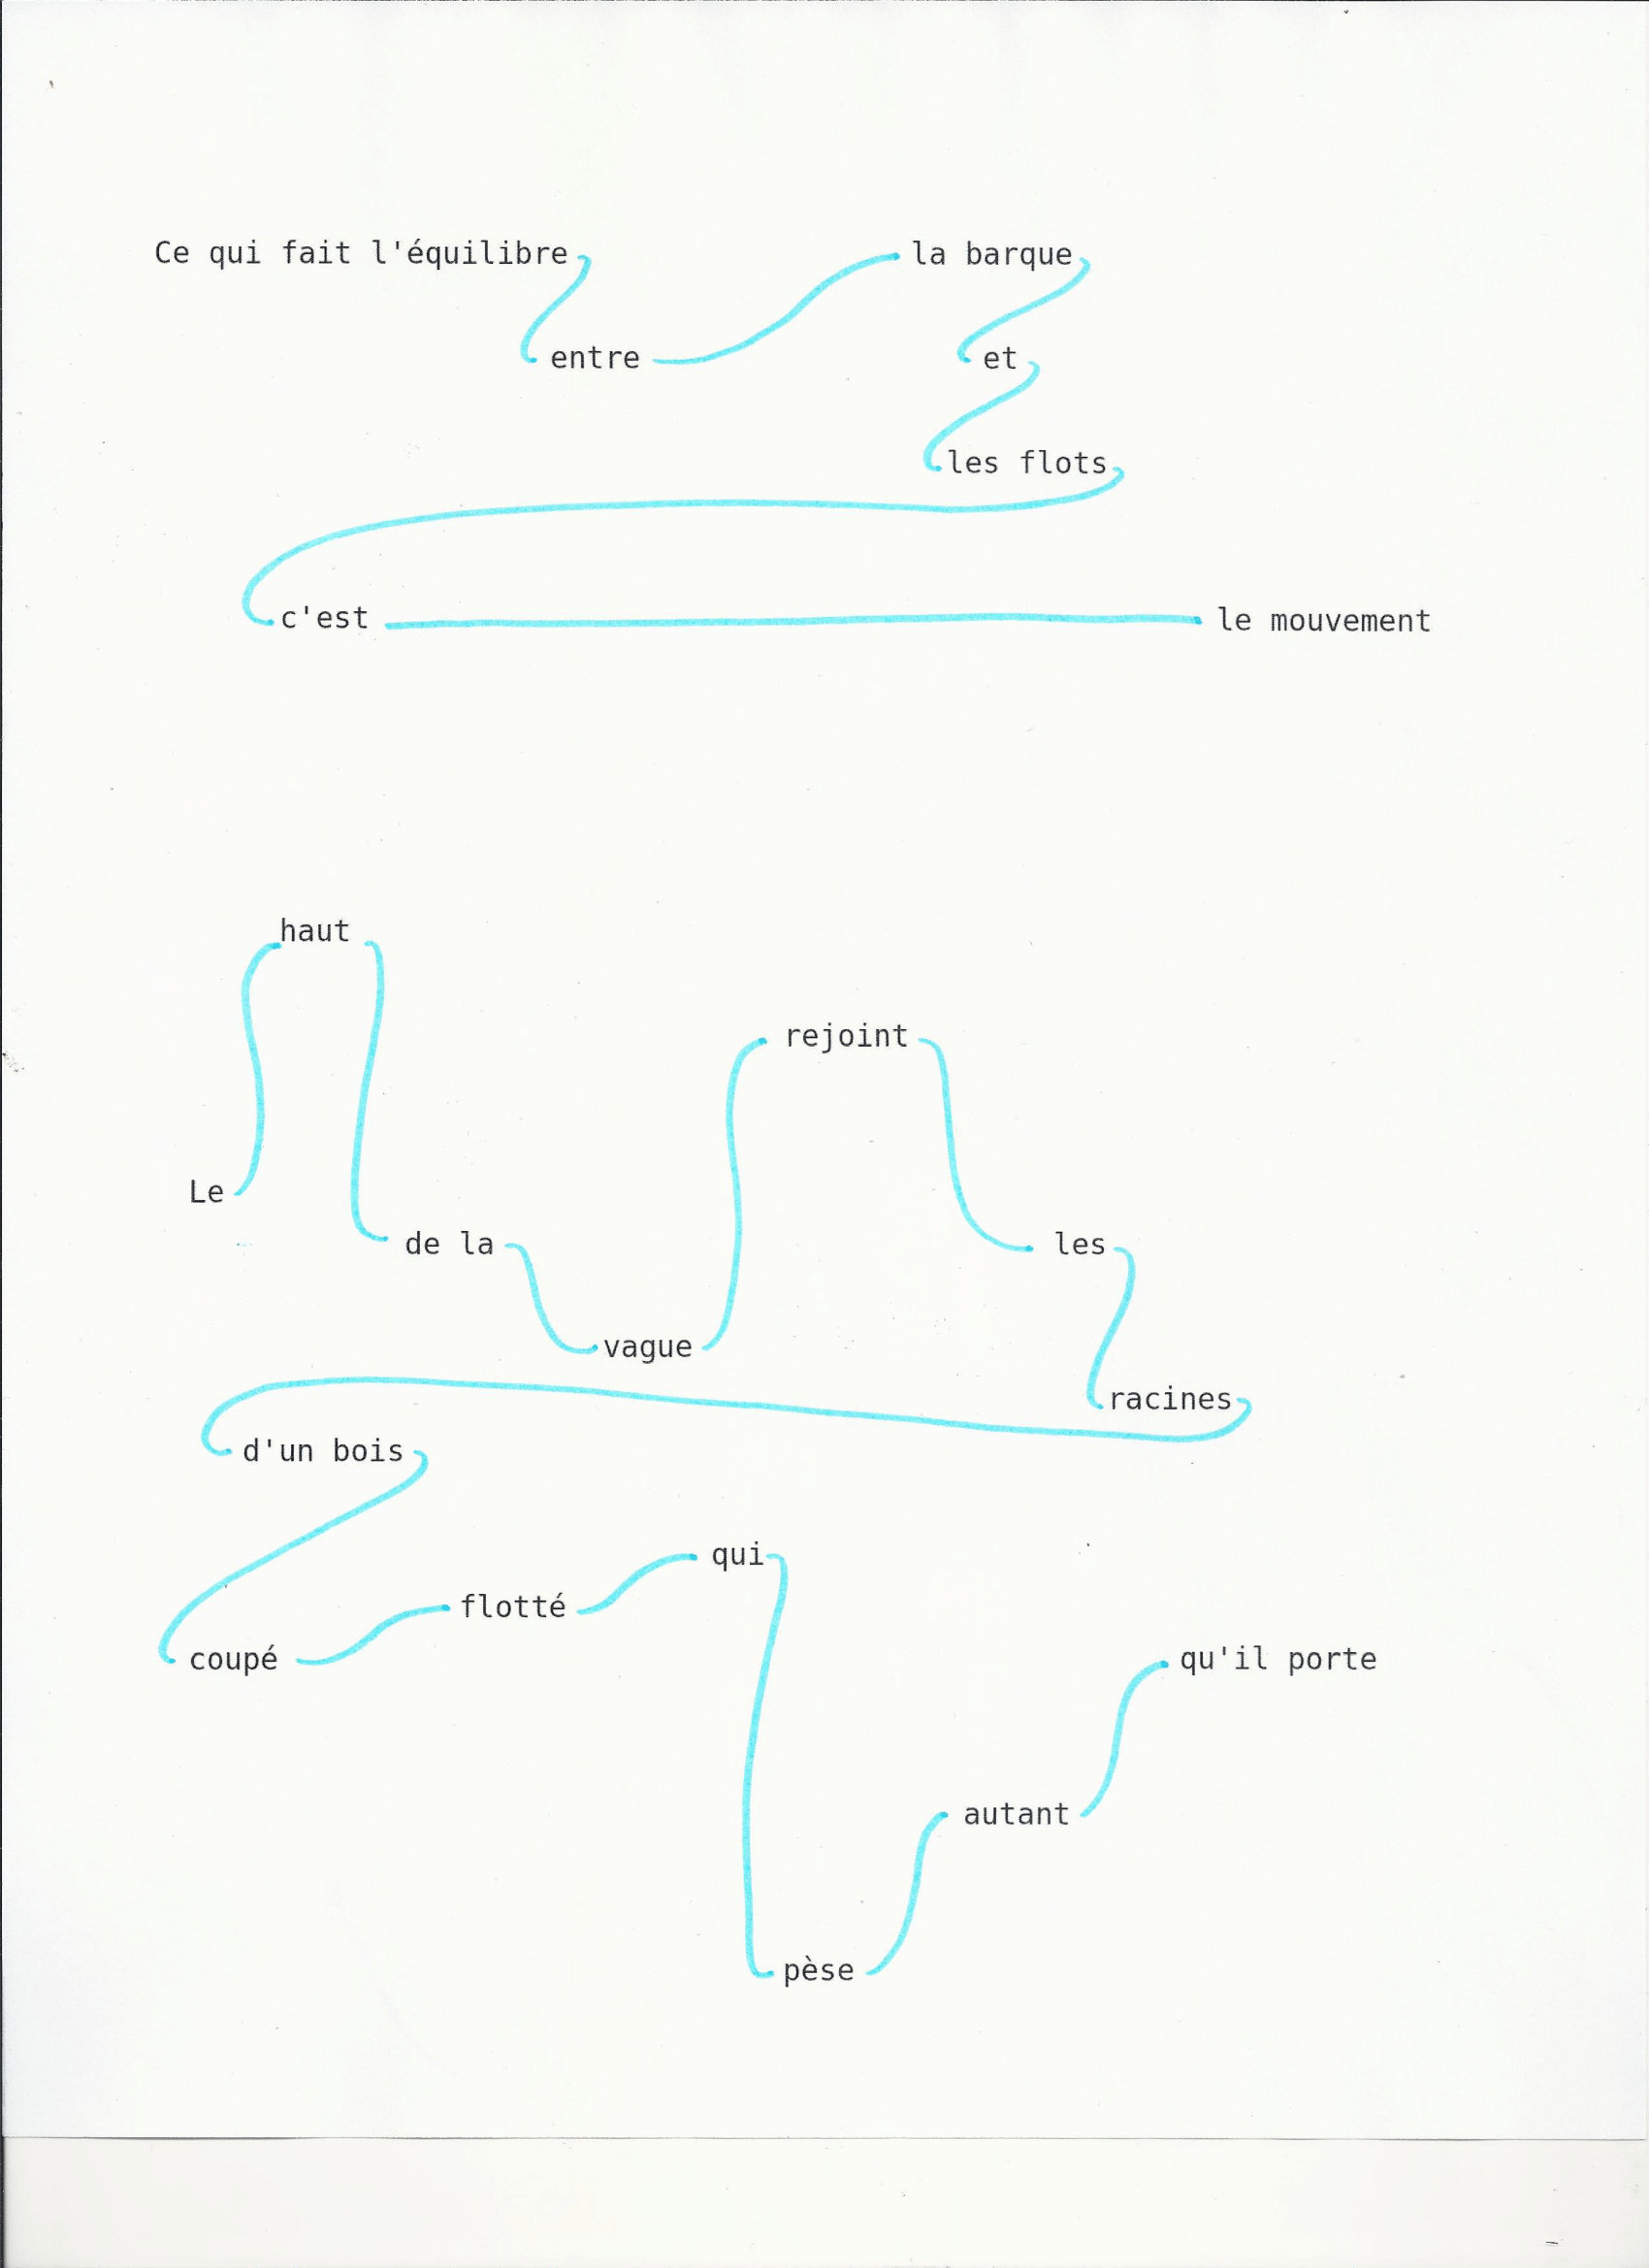 Ce qui fait l'équilibre
entre
la barque
et
les flots
c'est
le mouvement
Le
haut
de la
vague
rejoint
les
racines
d'un bois
coupé
flotté
qui
pèse
autant
qu'il porte